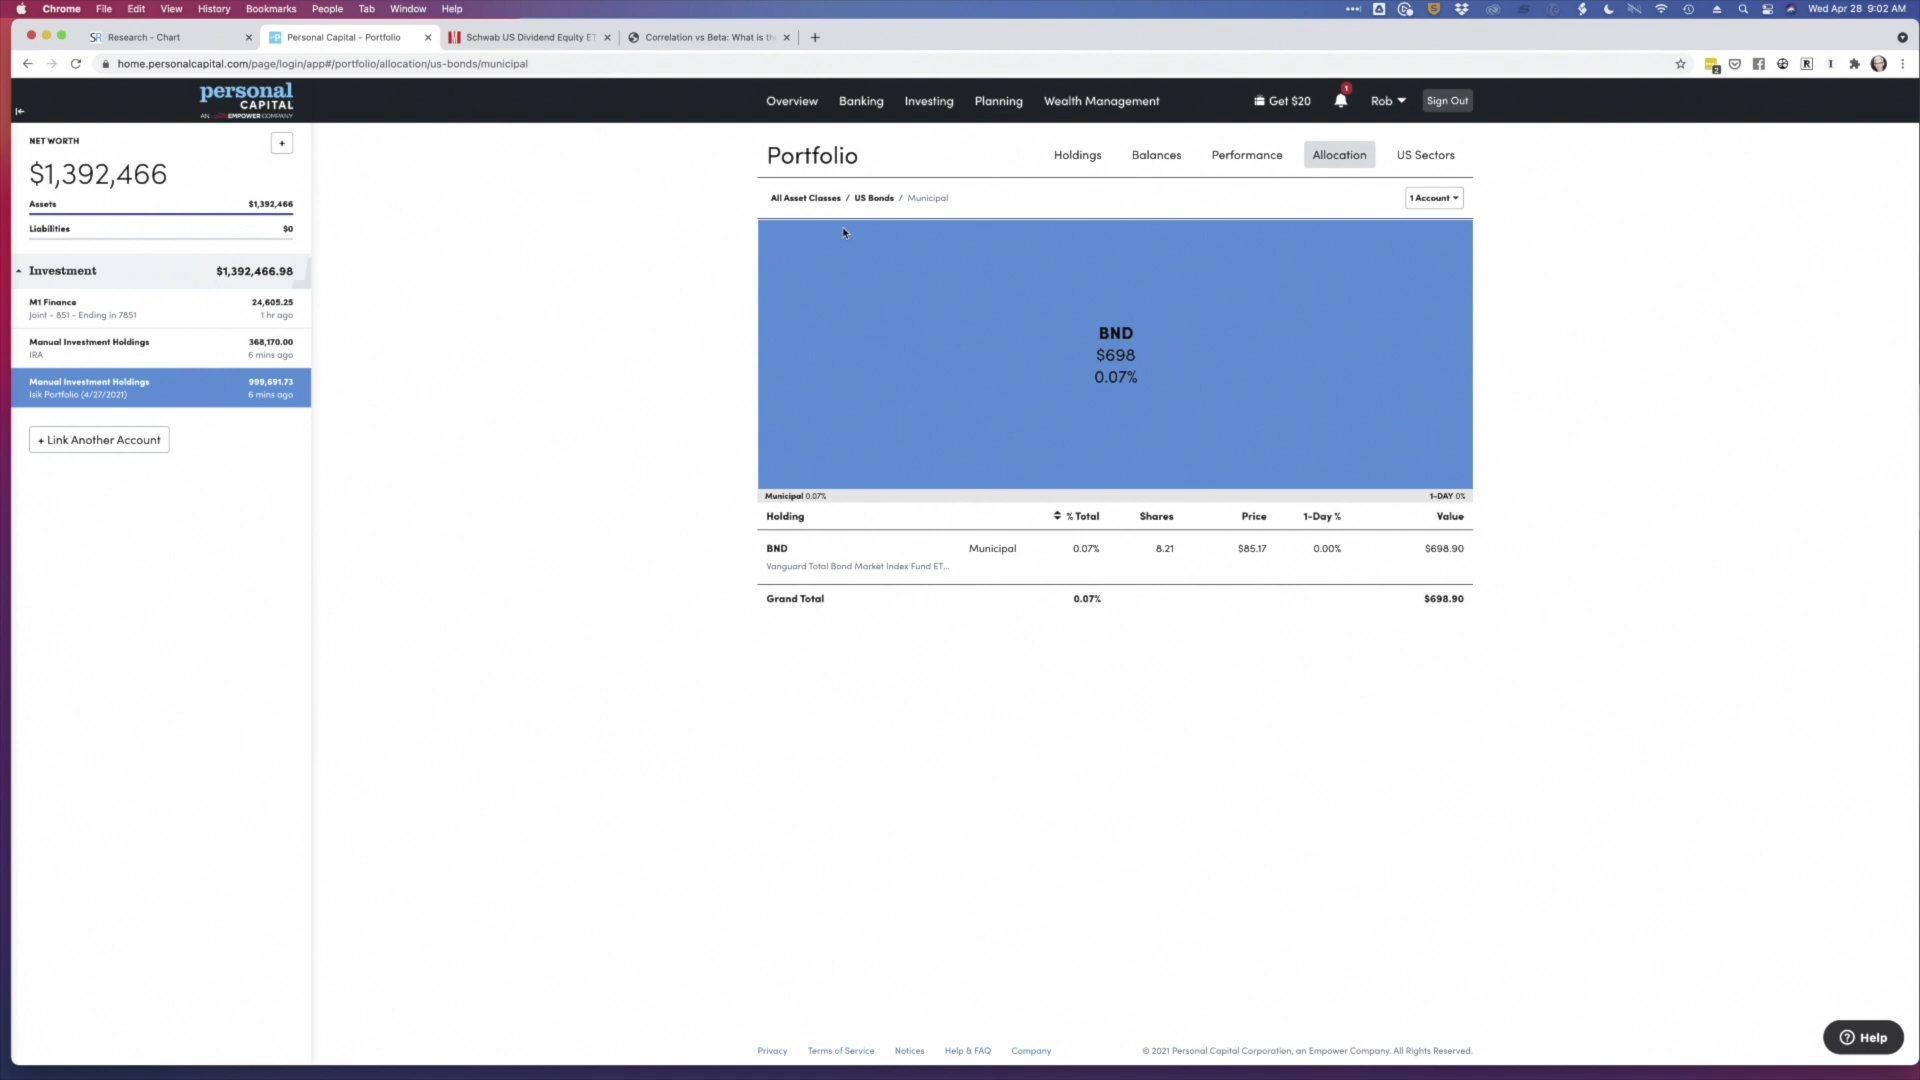 Chrome File Edit View History Bookmarks People Tab Window Help
Wed Apr 28 9:02 AM
SR Research - Chart
Personal Capital - Portfolio
Schwab US Dividend Equity ET
Correlation vs Beta: What is th
home.personalcapital.com/page/login/app#/portfolio/allocation/us-bonds/municipal
personal
CAPITAL
AN EMPOWER COMPANY
Overview Banking Investing Planning Wealth Management
Get $20
1
Rob
Sign Out
NET WORTH
+
$1,392,466
Assets $1,392,466
Liabilities $0
Investment $1,392,466.98
M1 Finance 24,605.25
Joint - 851 - Ending in 7851 1 hr ago
Manual Investment Holdings 368,170.00
IRA 6 mins ago
Manual Investment Holdings 999,691.73
Isik Portfolio (4/27/2021) 6 mins ago
+ Link Another Account
Portfolio
Holdings Balances Performance Allocation US Sectors
All Asset Classes / US Bonds / Municipal
1 Account
BND
$698
0.07%
Municipal 0.07% 1-DAY 0%
Holding % Total Shares Price 1-Day % Value
BND Municipal 0.07% 8.21 $85.17 0.00% $698.90
Vanguard Total Bond Market Index Fund ET...
Grand Total 0.07% $698.90
Privacy Terms of Service Notices Help & FAQ Company
© 2021 Personal Capital Corporation, an Empower Company. All Rights Reserved.
Help